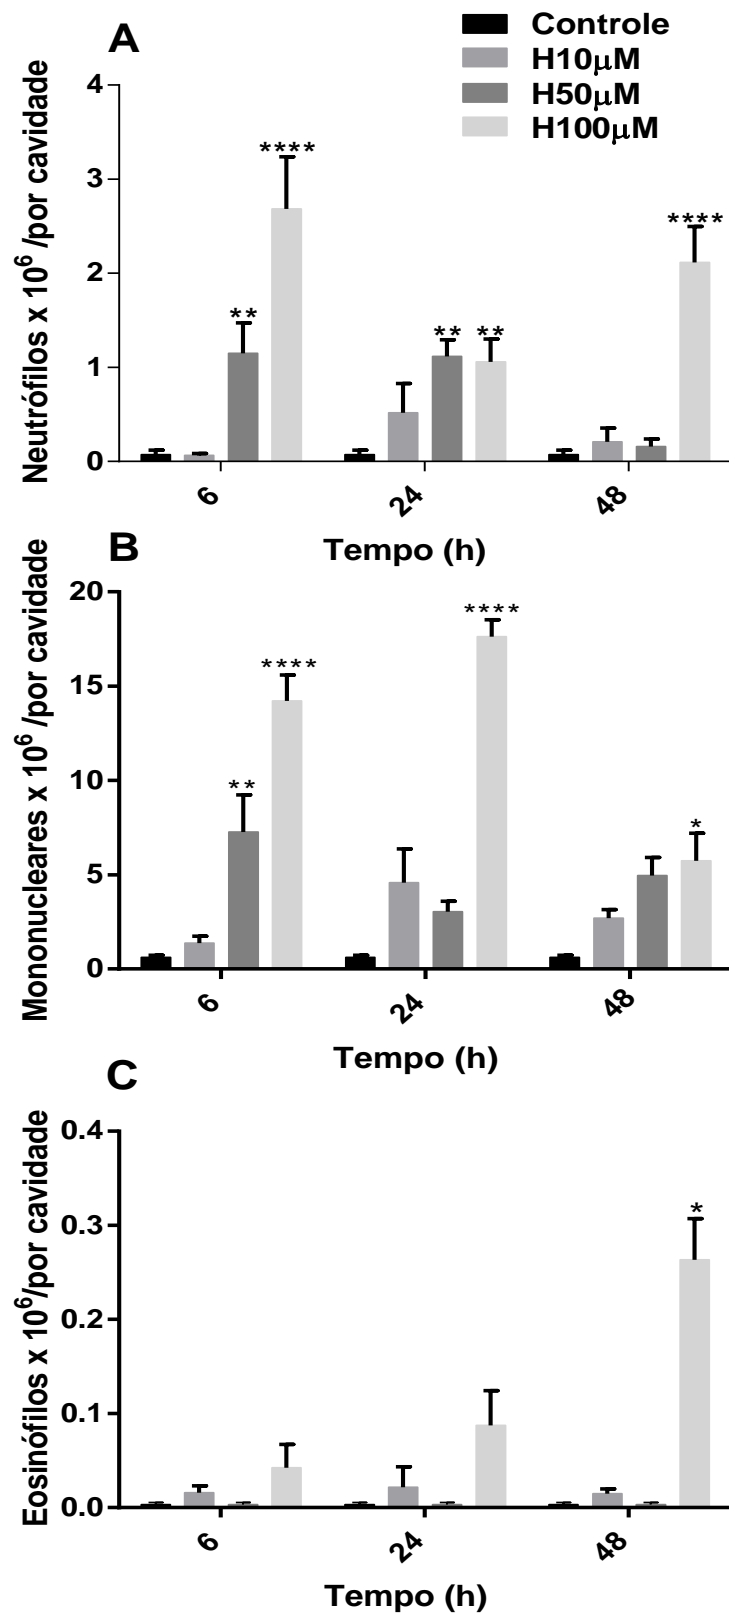 A
Controle
H10μM
H50μM
H100μM
Neutrófilos x 10⁶ /por cavidade
4
3
2
1
0
****
**
** **
****
6 24 48
Tempo (h)
B
Mononucleares x 10⁶ /por cavidade
20
15
10
5
0
****
**
****
*
6 24 48
Tempo (h)
C
Eosinófilos x 10⁶/por cavidade
0.4
0.3
0.2
0.1
0.0
*
6 24 48
Tempo (h)